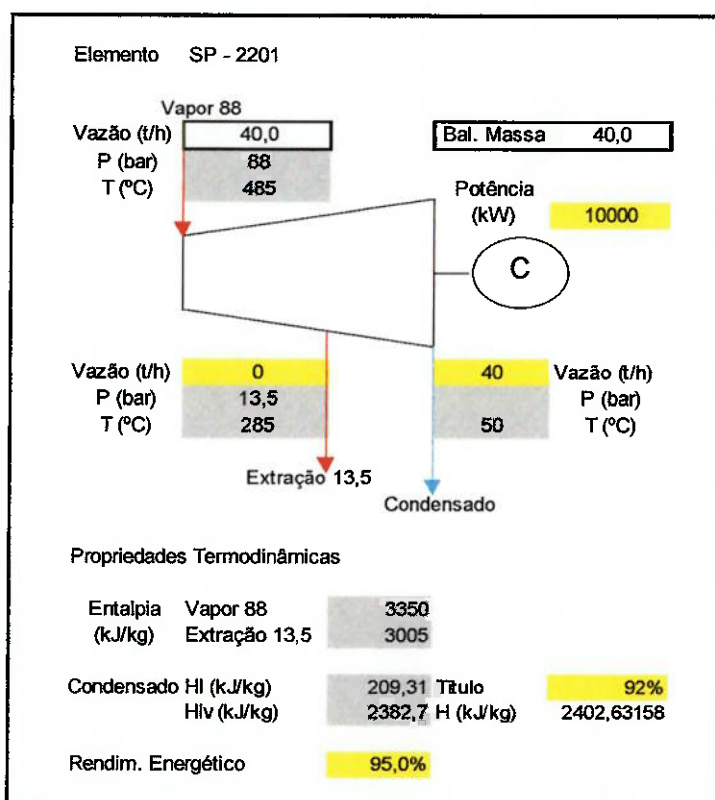 Elemento SP - 2201
Vapor 88
Vazão (t/h) 40,0 Bal. Massa 40,0
P (bar) 88
T (ºC) 485
Potência
(kW) 10000
C
Vazão (t/h) 0 40 Vazão (t/h)
P (bar) 13,5 P (bar)
T (ºC) 285 50 T (ºC)
Extração 13,5
Condensado
Propriedades Termodinâmicas
Entalpia Vapor 88 3350
(kJ/kg) Extração 13,5 3005
Condensado Hl (kJ/kg) 209,31 Título 92%
Hlv (kJ/kg) 2382,7 H (kJ/kg) 2402,63158
Rendim. Energético 95,0%